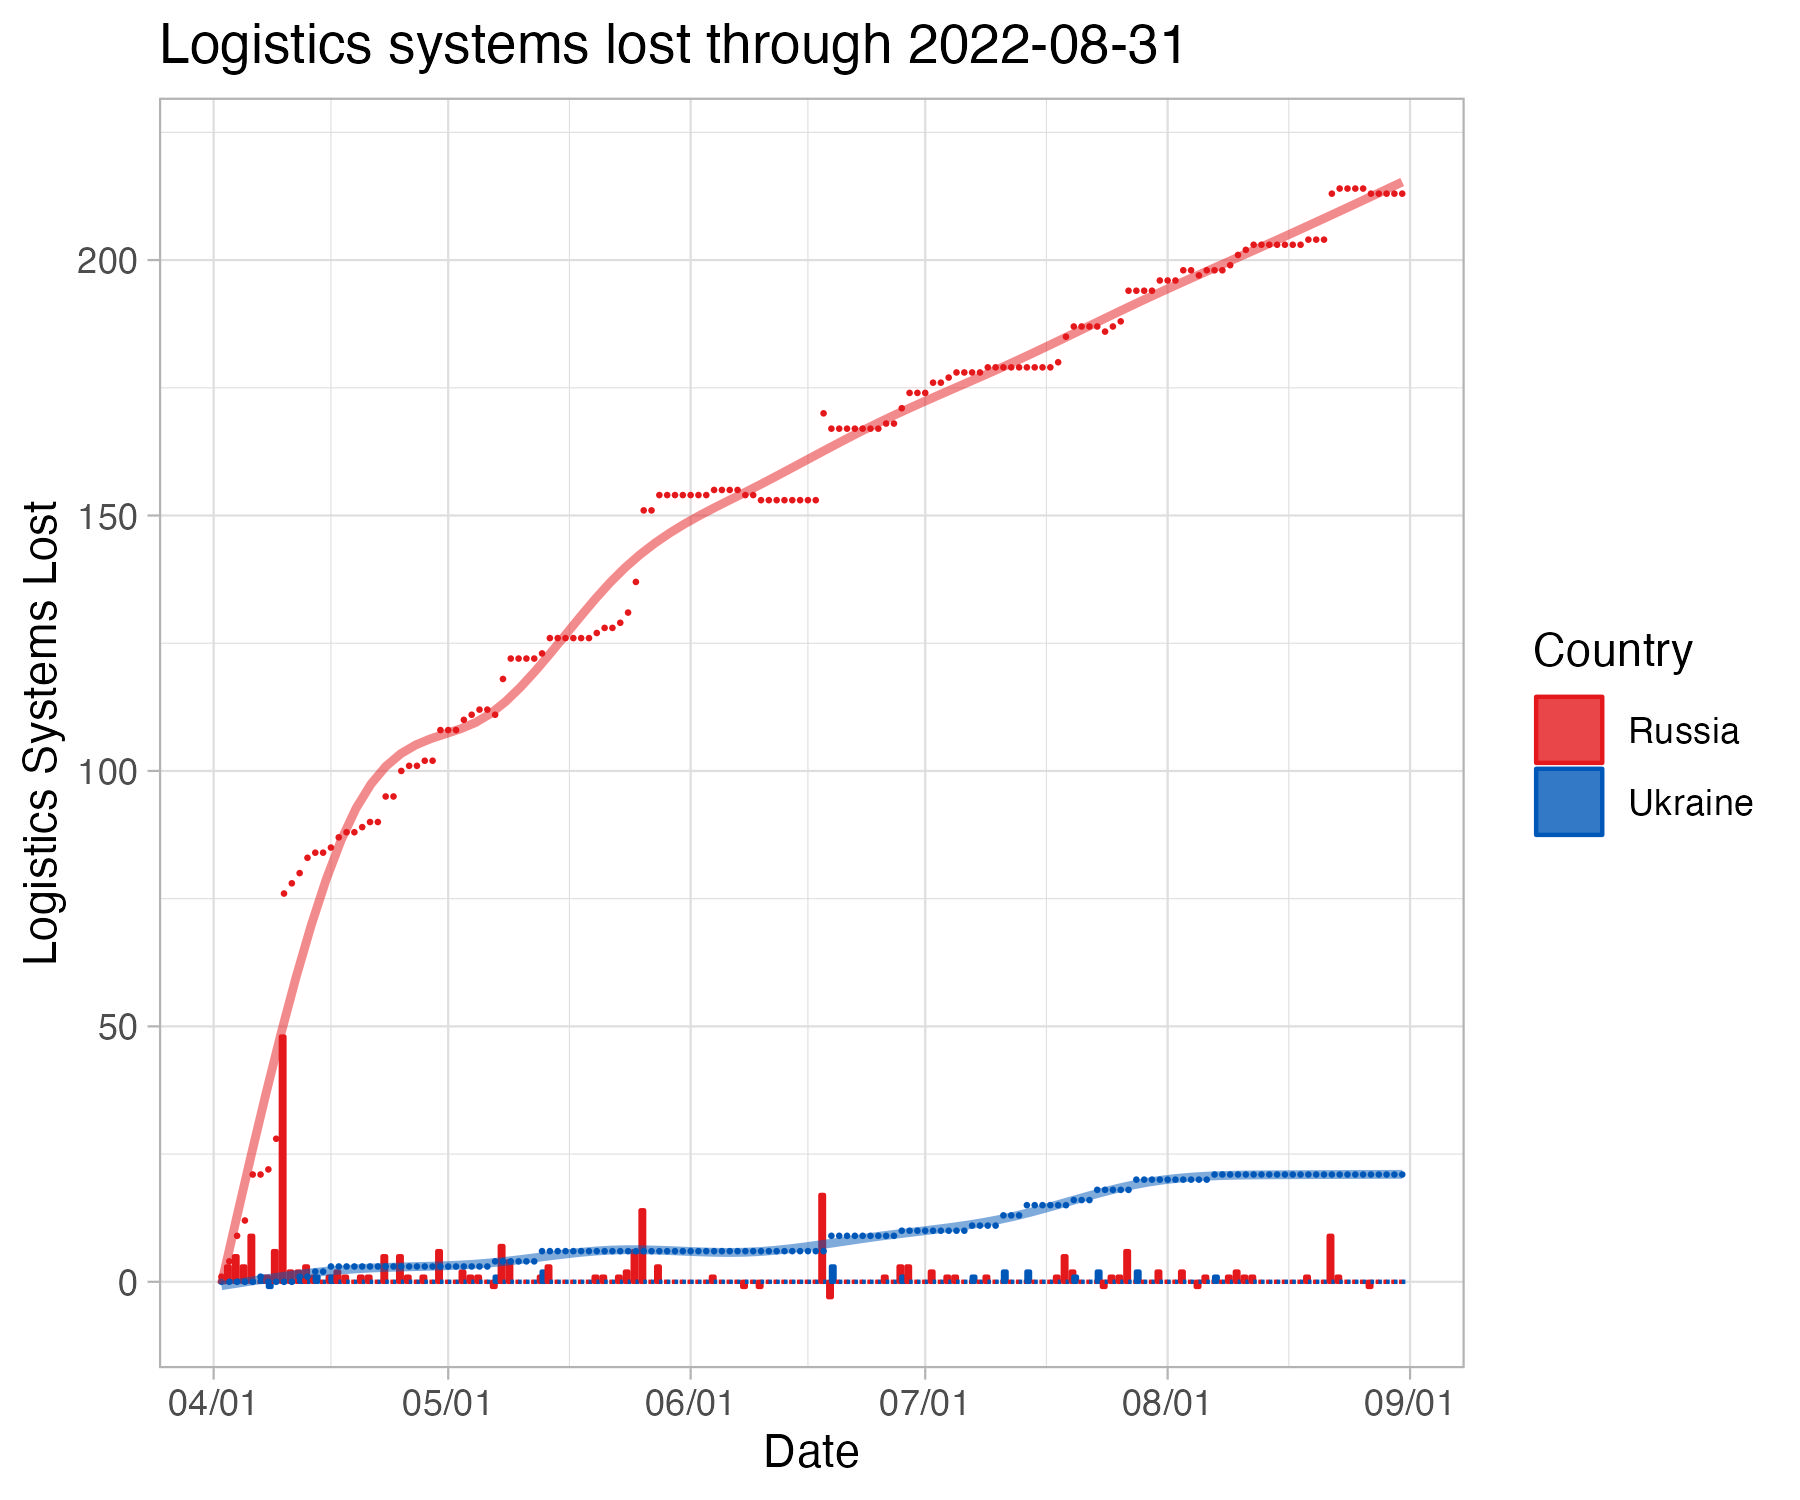 Logistics systems lost through 2022-08-31
Logistics Systems Lost
200
150
100
50
0
04/01
05/01
06/01
07/01
08/01
09/01
Date
Country
Russia
Ukraine